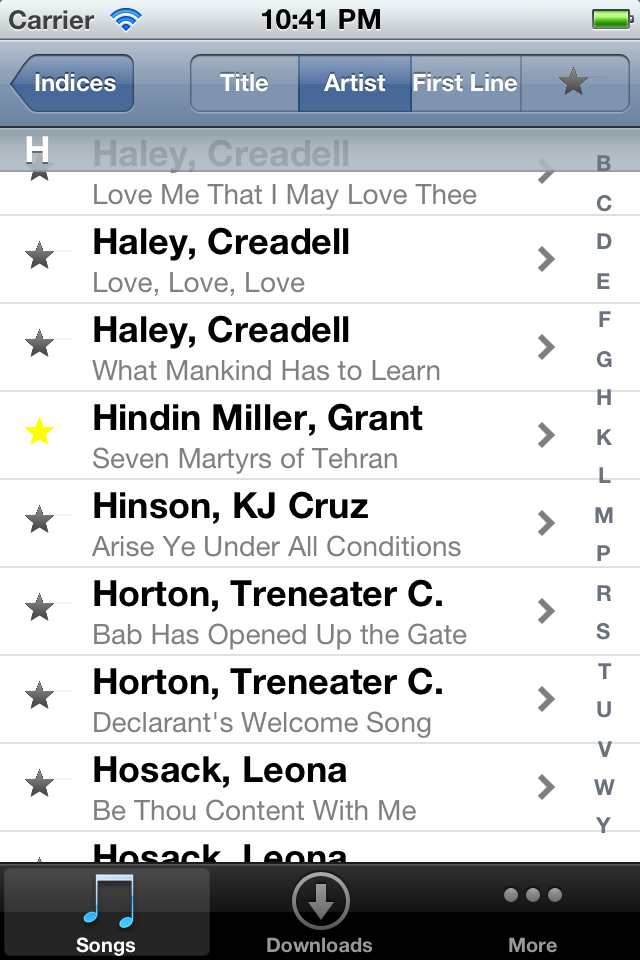 Carrier 10:41 PM
Indices Title Artist First Line
H
Haley, Creadell
Love Me That I May Love Thee
Haley, Creadell
Love, Love, Love
Haley, Creadell
What Mankind Has to Learn
Hindin Miller, Grant
Seven Martyrs of Tehran
Hinson, KJ Cruz
Arise Ye Under All Conditions
Horton, Treneater C.
Bab Has Opened Up the Gate
Horton, Treneater C.
Declarant's Welcome Song
Hosack, Leona
Be Thou Content With Me
Hosack, Leona
B
C
D
E
F
G
H
K
L
M
P
R
S
T
U
V
W
Y
Songs Downloads More